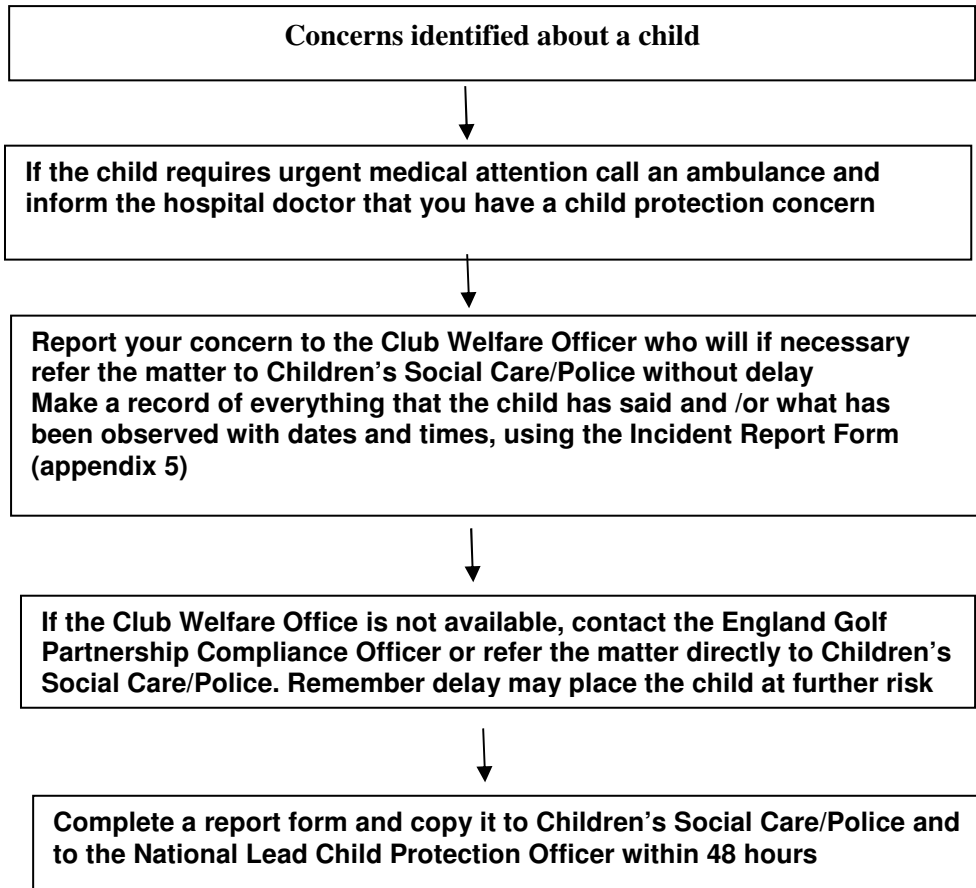 Concerns identified about a child
If the child requires urgent medical attention call an ambulance and
inform the hospital doctor that you have a child protection concern
Report your concern to the Club Welfare Officer who will if necessary
refer the matter to Children’s Social Care/Police without delay
Make a record of everything that the child has said and /or what has
been observed with dates and times, using the Incident Report Form
(appendix 5)
If the Club Welfare Office is not available, contact the England Golf
Partnership Compliance Officer or refer the matter directly to Children’s
Social Care/Police. Remember delay may place the child at further risk
Complete a report form and copy it to Children’s Social Care/Police and
to the National Lead Child Protection Officer within 48 hours